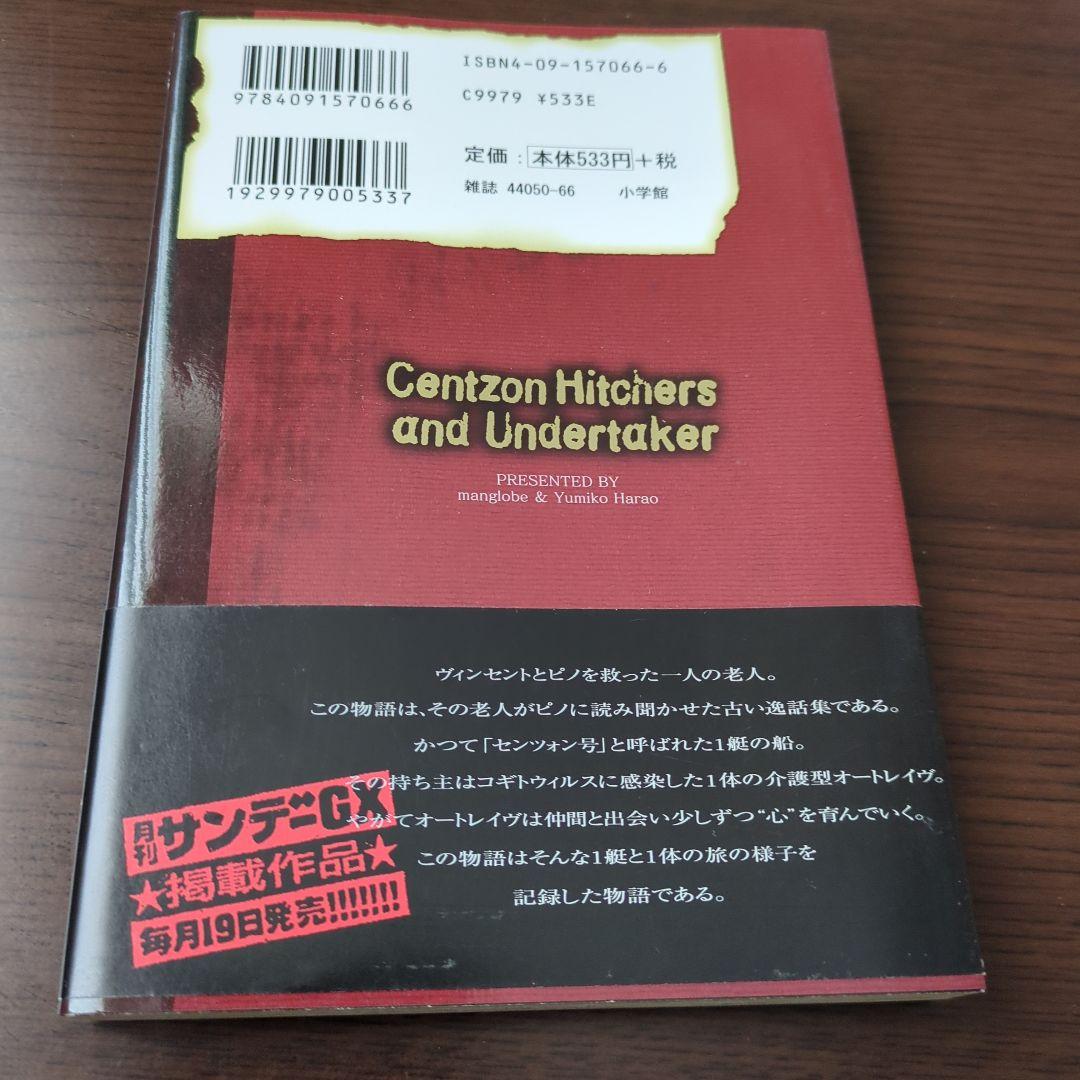 ISBN4-09-157066-6
9784091570666
C9979 ¥533E
定価：本体533円＋税
1929979005337
雑誌 44050-66 小学館
Centzon Hitchers
and Undertaker
PRESENTED BY
manglobe & Yumiko Harao
ヴィンセントとピノを救った一人の老人。
この物語は、その老人がピノに読み聞かせた古い逸話集である。
かつて「センツォン号」と呼ばれた1艇の船。
その持ち主はコギトウィルスに感染した1体の介護型オートレイヴ。
やがてオートレイヴは仲間と出会い少しずつ“心”を育んでいく。
この物語はそんな1艇と1体の旅の様子を
記録した物語である。
月刊サンデーGX
★掲載作品★
毎月19日発売!!!!!!!